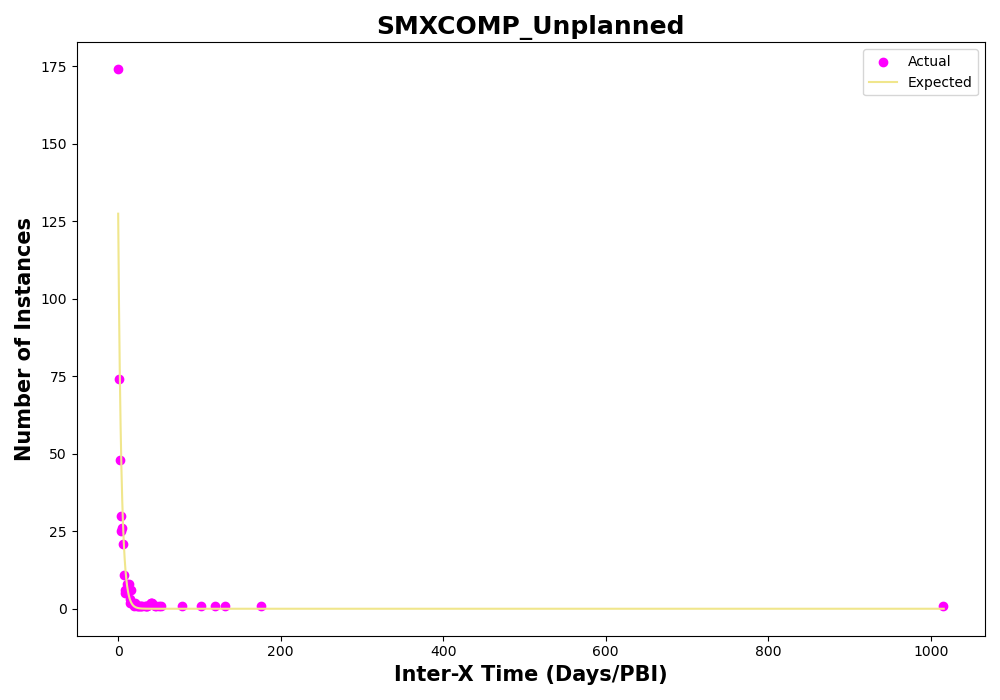 SMXCOMP_Unplanned
Actual
Expected
Number of Instances
175
150
125
100
75
50
25
0
0
200
400
600
800
1000
Inter-X Time (Days/PBI)